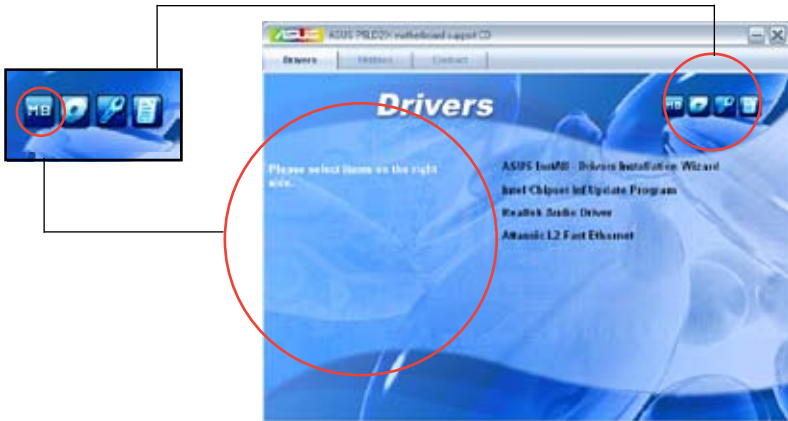 ASUS
ASUS P5LD2-X motherboard support CD
Drivers
Utilities
Contact
MB
Drivers
MB
Please select items on the right
side.
ASUS InstAll - Drivers Installation Wizard
Intel Chipset Inf Update Program
Realtek Audio Driver
Attansic L2 Fast Ethernet